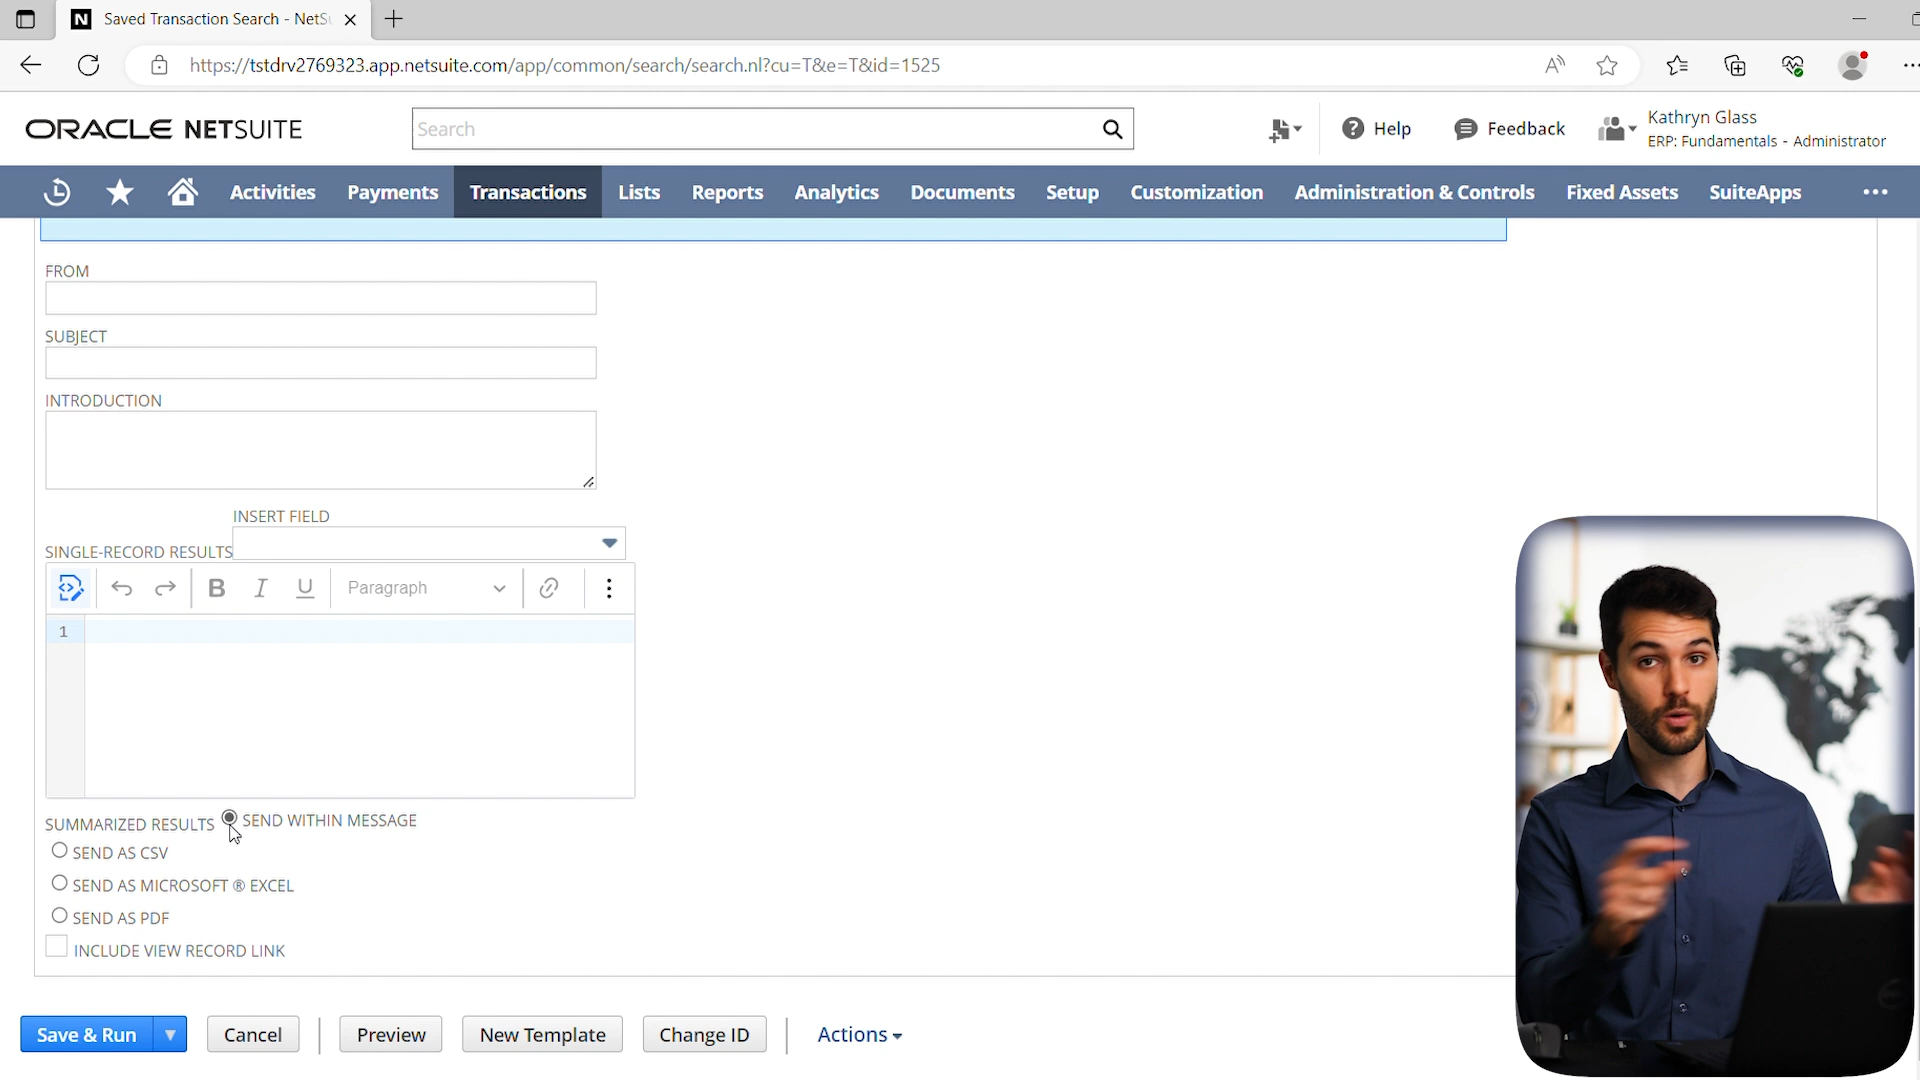 Saved Transaction Search - NetSu
https://tstdrv2769323.app.netsuite.com/app/common/search/search.nl?cu=T&e=T&id=1525
ORACLE NETSUITE
Search
Help
Feedback
Kathryn Glass
ERP: Fundamentals - Administrator
Activities
Payments
Transactions
Lists
Reports
Analytics
Documents
Setup
Customization
Administration & Controls
Fixed Assets
SuiteApps
FROM
SUBJECT
INTRODUCTION
INSERT FIELD
SINGLE-RECORD RESULTS
B I U Paragraph
1
SUMMARIZED RESULTS SEND WITHIN MESSAGE
SEND AS CSV
SEND AS MICROSOFT ® EXCEL
SEND AS PDF
INCLUDE VIEW RECORD LINK
Save & Run
Cancel
Preview
New Template
Change ID
Actions